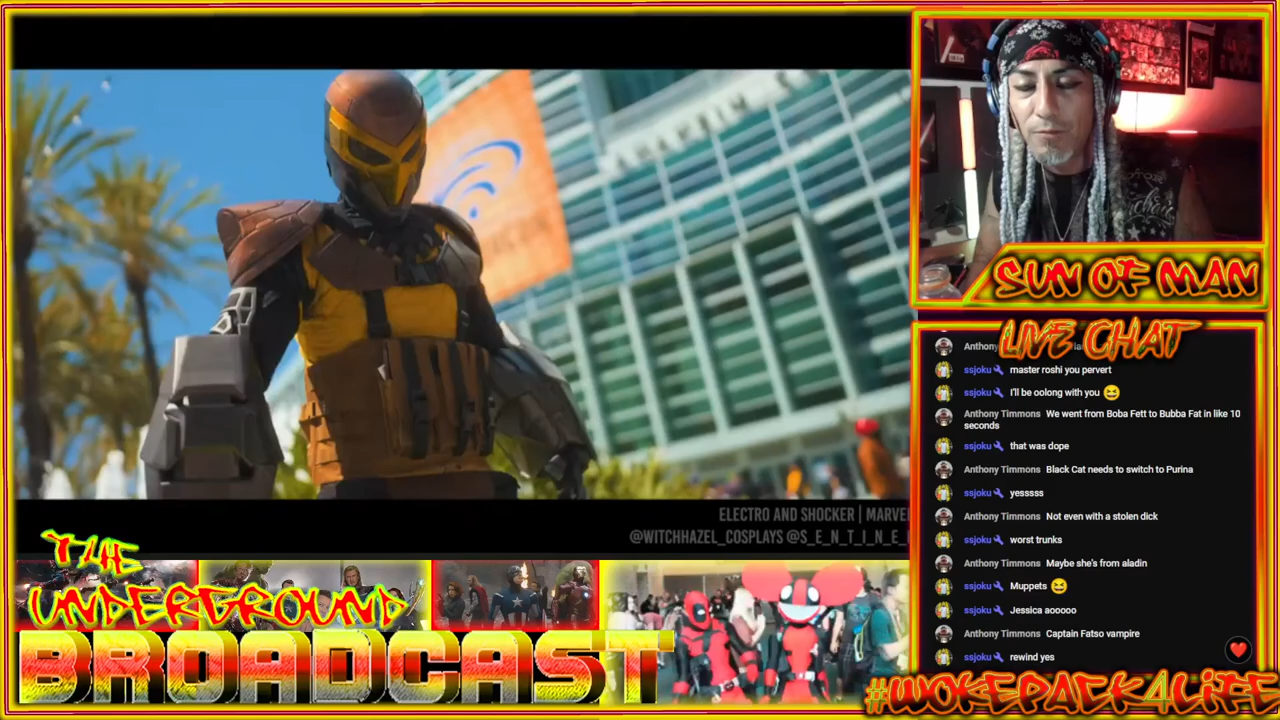 ANAHEIM
ELECTRO AND SHOCKER | MARVE
@WITCHHAZEL_COSPLAYS @S_E_N_T_I_N_E_
SUN OF MAN
LIVE CHAT
Anthony
ssjoku master roshi you pervert
ssjoku I'll be oolong with you 😆
Anthony Timmons We went from Boba Fett to Bubba Fat in like 10
seconds
ssjoku that was dope
Anthony Timmons Black Cat needs to switch to Purina
ssjoku yesssss
Anthony Timmons Not even with a stolen dick
ssjoku worst trunks
Anthony Timmons Maybe she's from aladin
ssjoku Muppets 😆
ssjoku Jessica aooooo
Anthony Timmons Captain Fatso vampire
ssjoku rewind yes
THE
UNDERGROUND
BROADCAST
#WOKEPACK4LIFE